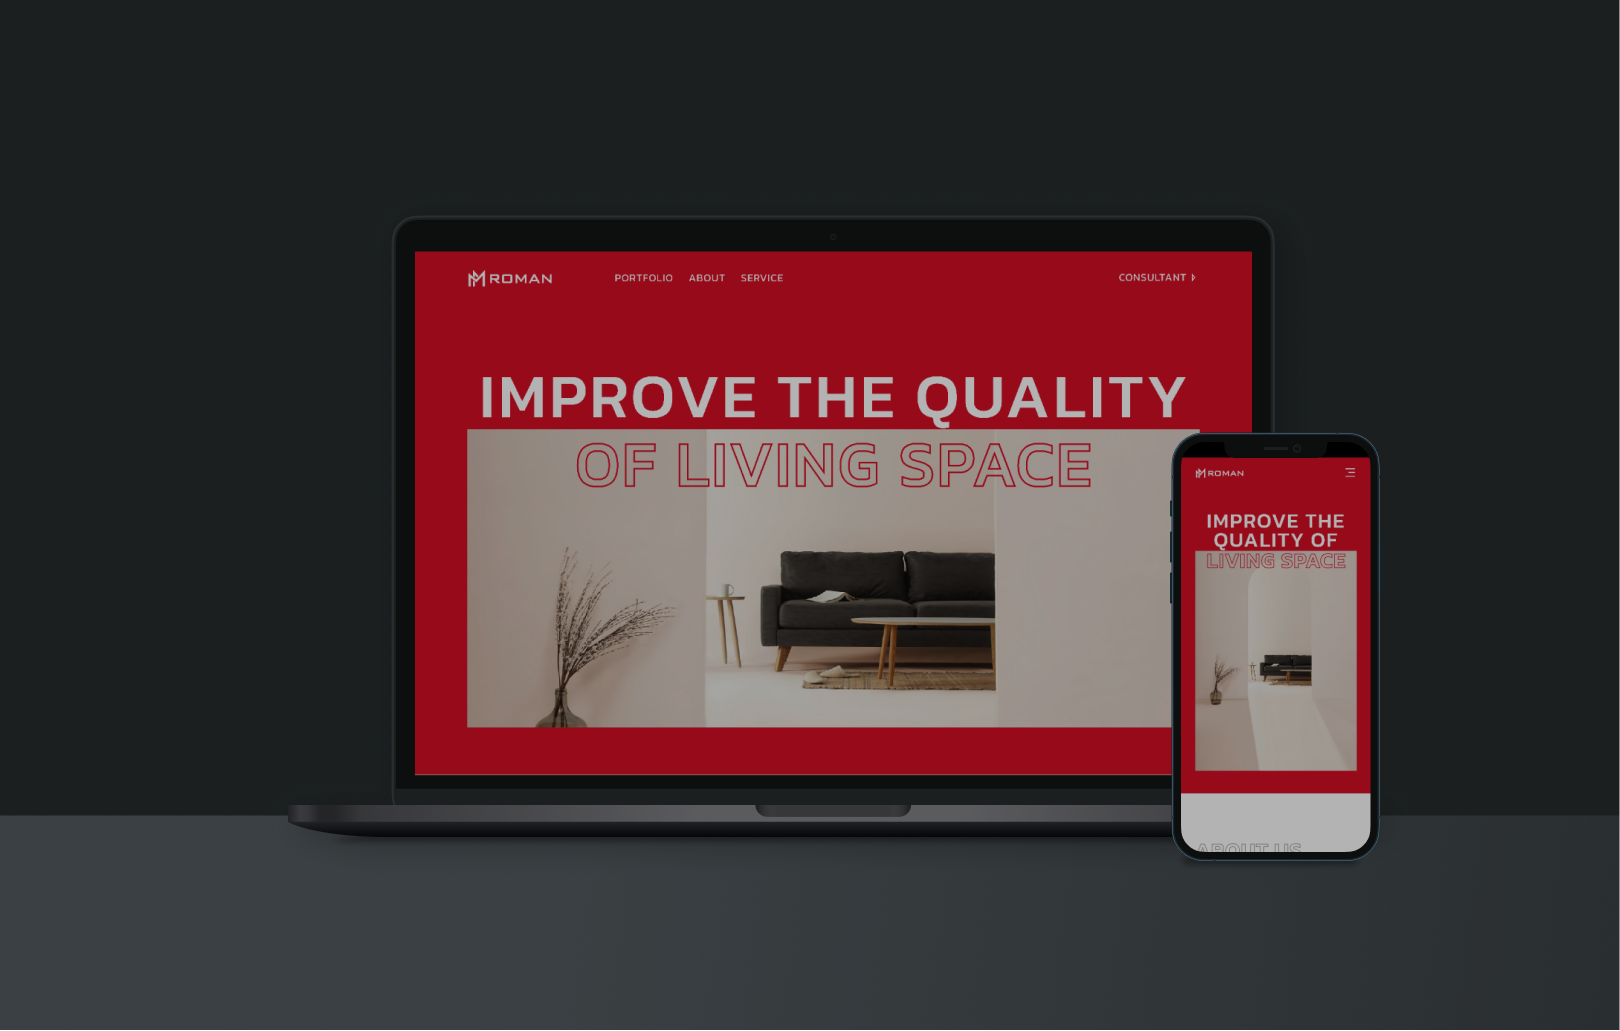 ROMAN
PORTFOLIO ABOUT SERVICE
CONSULTANT
IMPROVE THE QUALITY
OF LIVING SPACE
ROMAN
IMPROVE THE
QUALITY OF
LIVING SPACE
ABOUT US